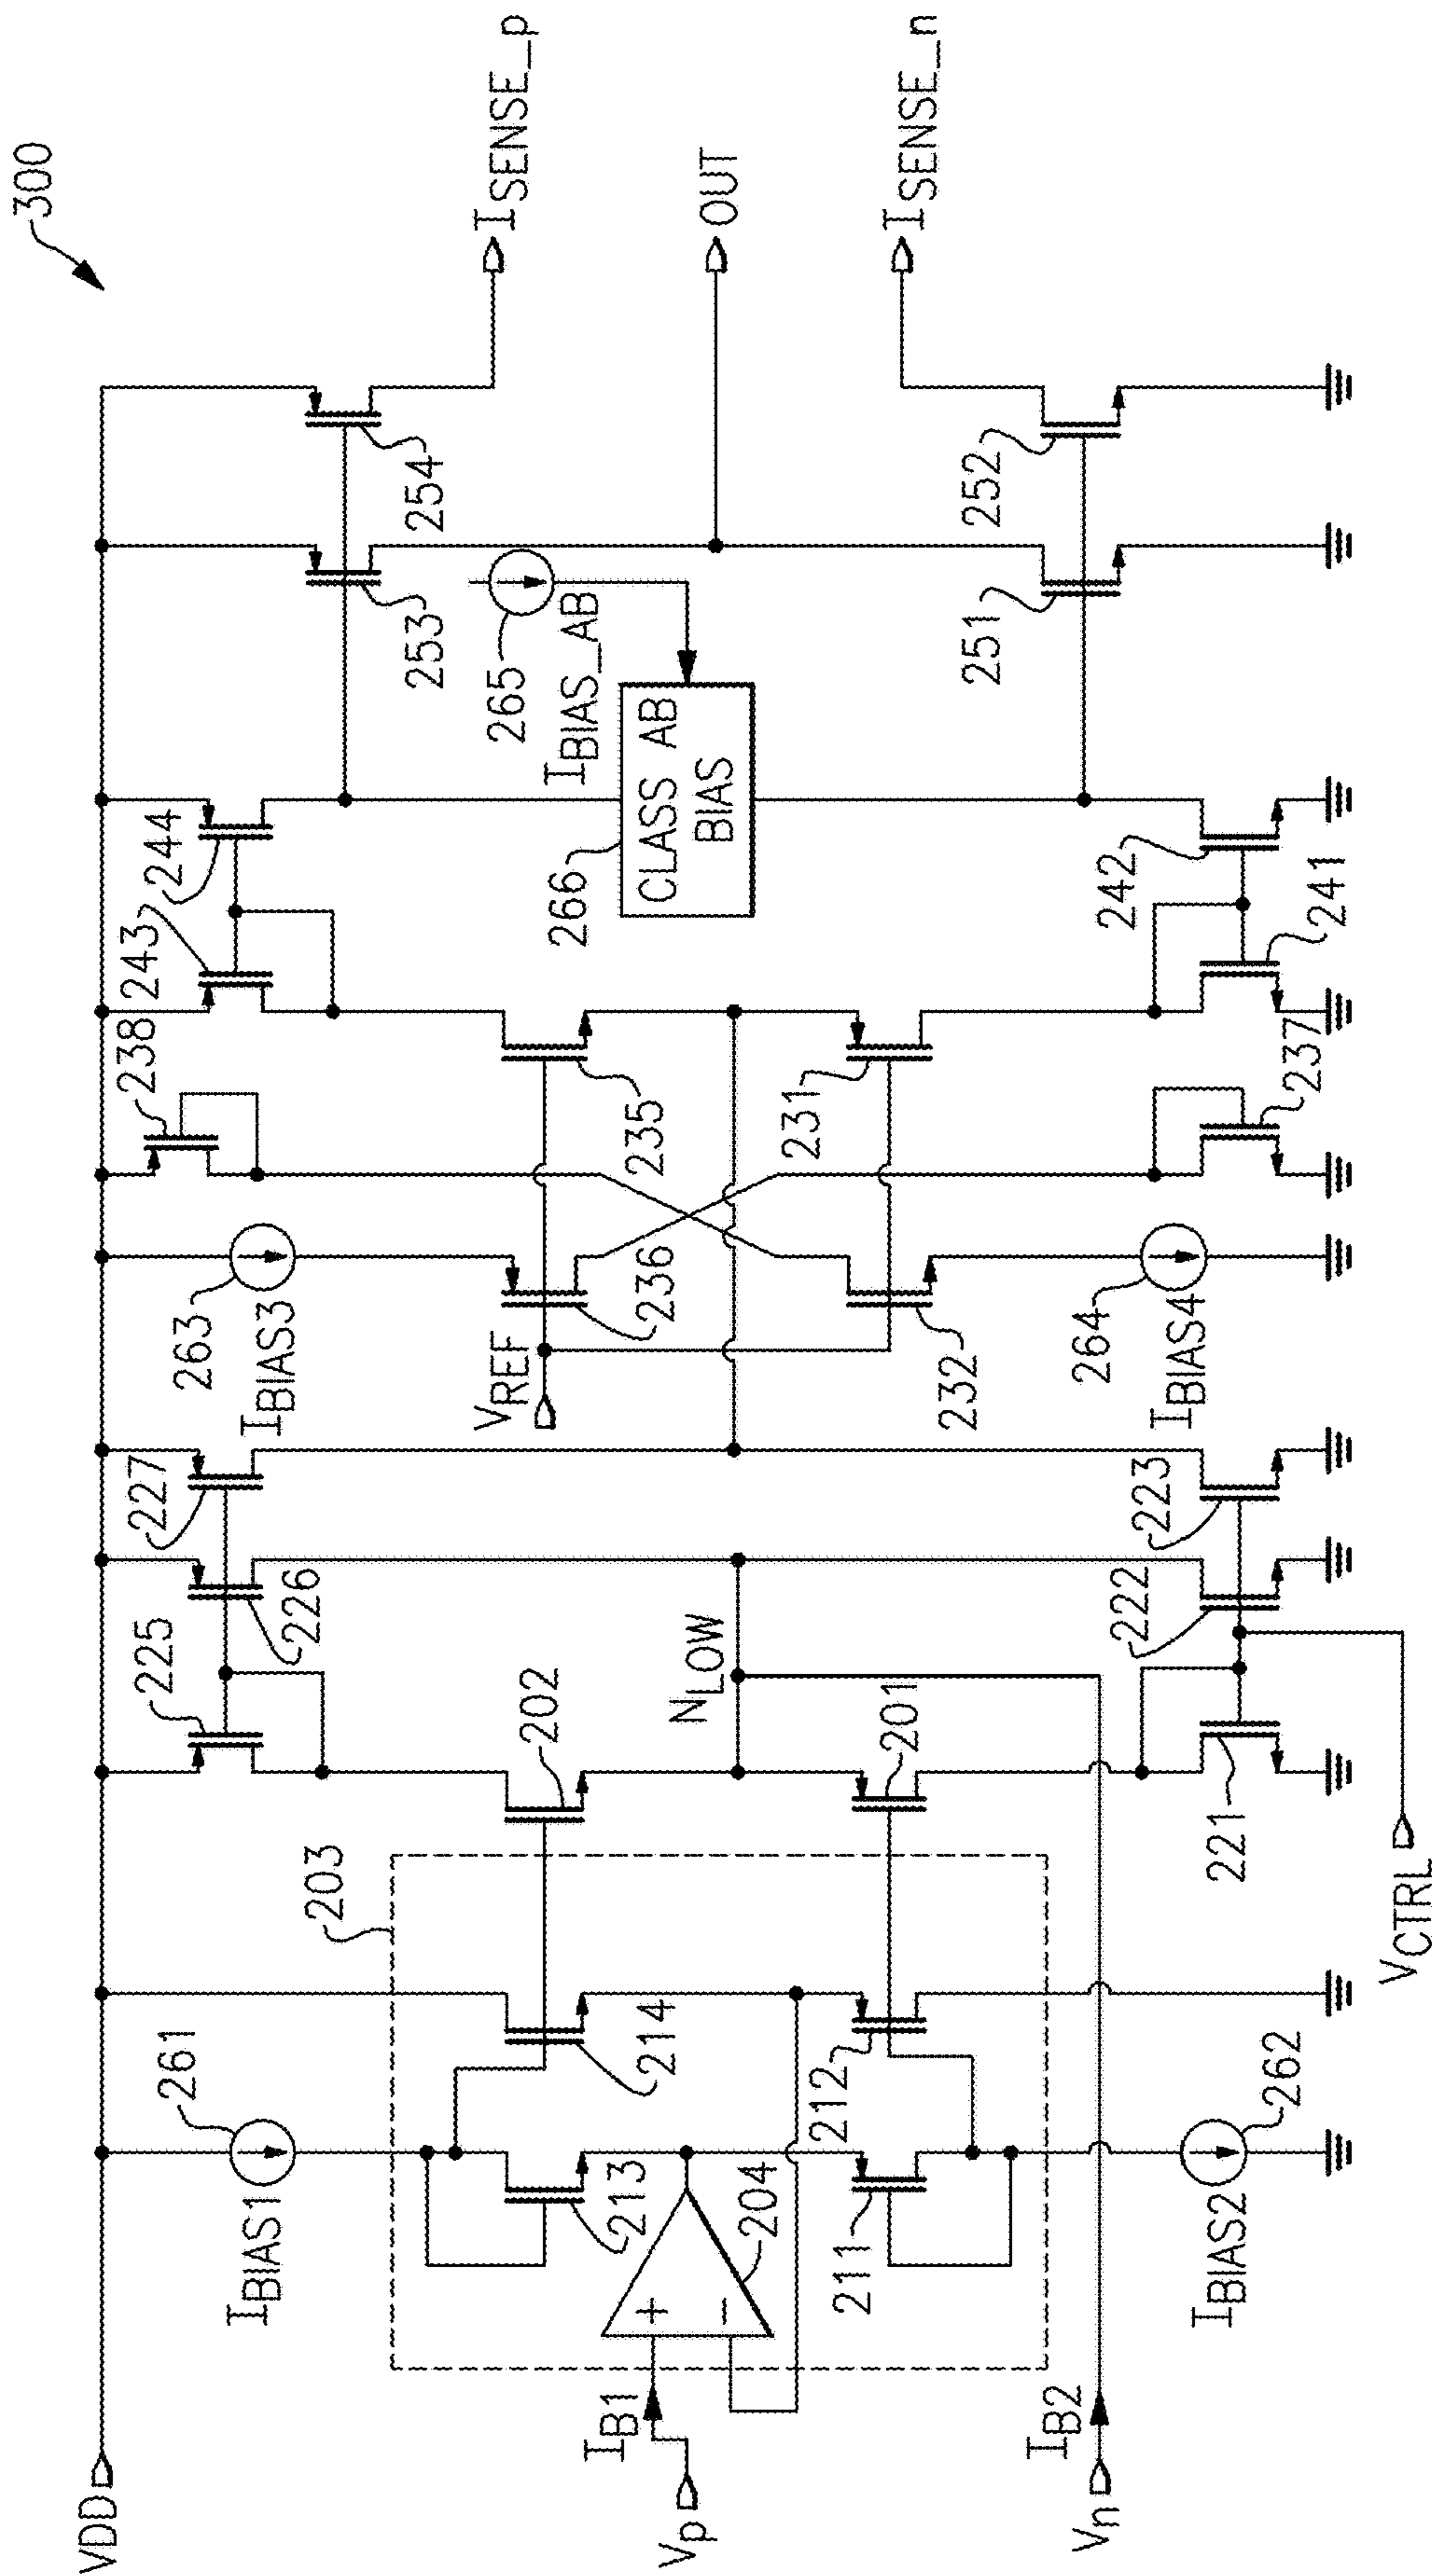 300
VDD
Vp
IB1
Vn
IB2
VCTRL
203
261
IBIAS1
213
214
+
−
204
211
212
262
IBIAS2
225
226
227
202
NLOW
201
221
222
223
VREF
263
IBIAS3
236
232
264
IBIAS4
238
243
244
235
231
237
241
242
266
CLASS AB
BIAS
265
IBIAS_AB
253
254
251
252
ISENSE_p
OUT
ISENSE_n